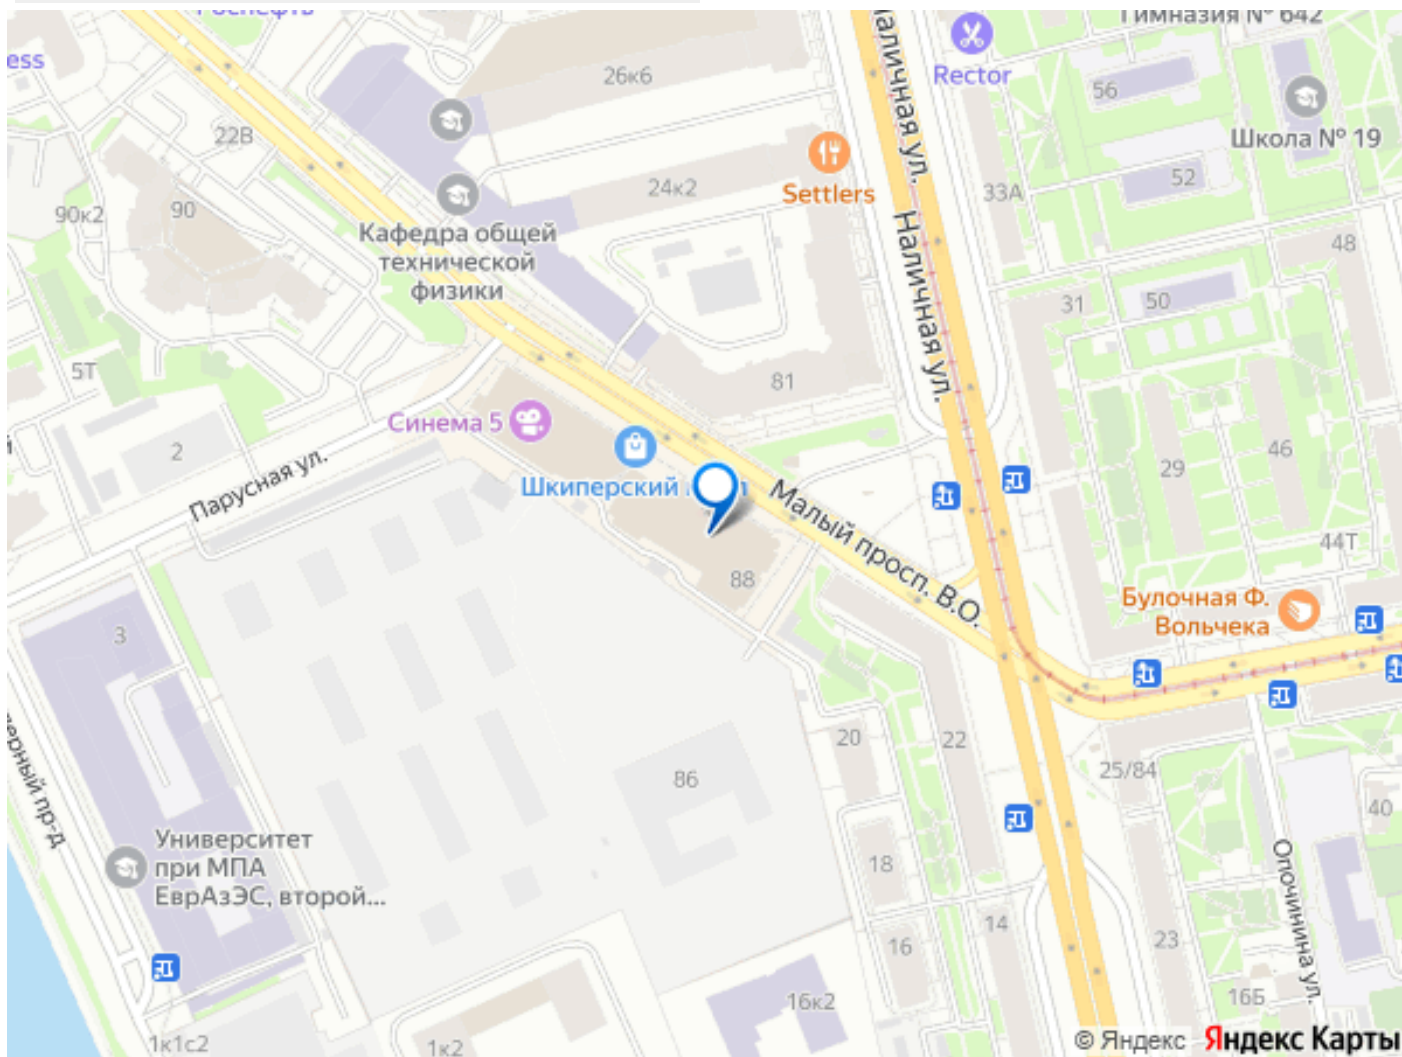 Роснефть
Гимназия № 642
ess
26к6
Наличная ул.
Rector
56
Школа № 19
22В
Settlers
24к2
33А
52
90к2
90
Кафедра общей
технической
физики
Наличная ул.
48
31
50
5Т
81
Синема 5
2
Парусная ул.
Шкиперский
Малый просп. В.О.
29
46
44Т
88
Булочная Ф.
Вольчека
3
20
22
25/84
86
40
Университет
при МПА
ЕврАзЭС, второй...
18
Опочинина ул.
14
16
23
16к2
16Б
1к1с2
1к2
© Яндекс Яндекс Карты